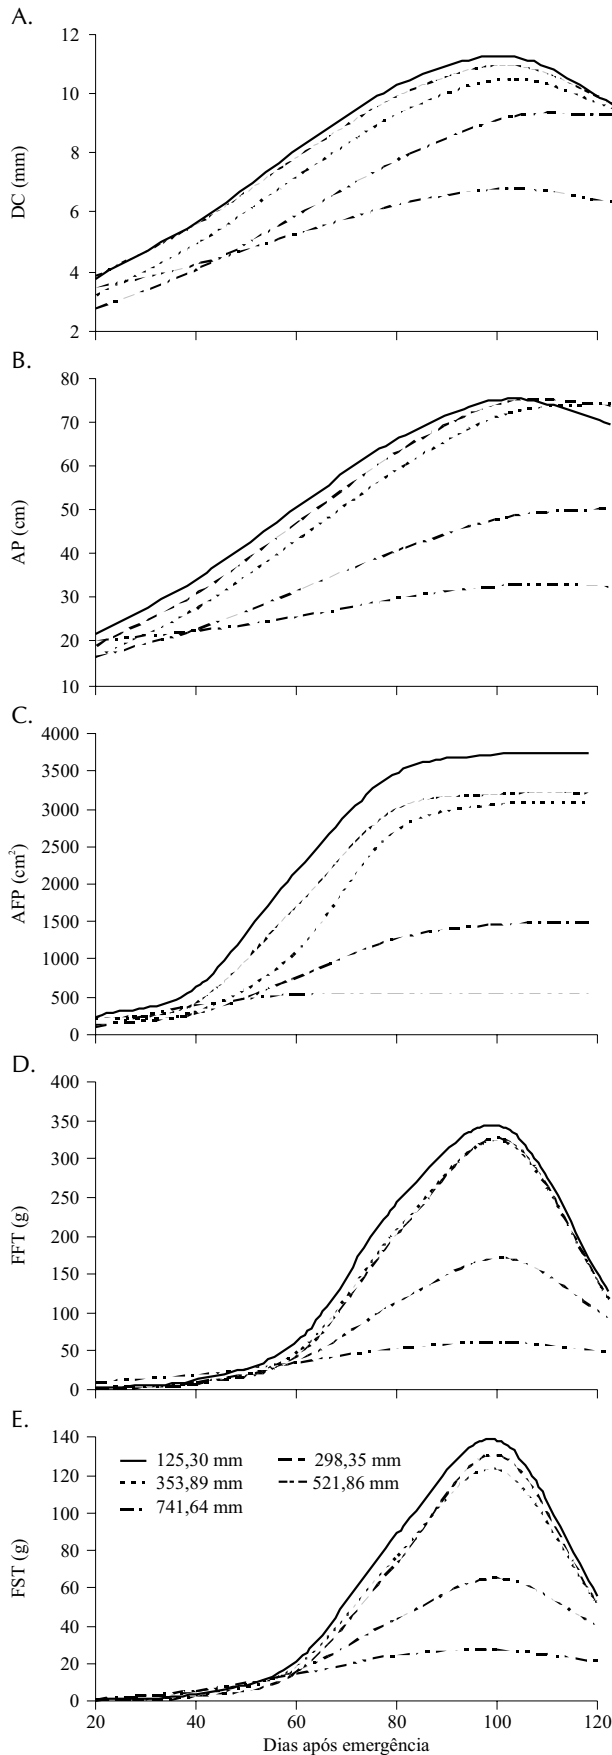 A.
12
10
8
6
4
2
DC (mm)
B.
80
70
60
50
40
30
20
10
AP (cm)
C.
4000
3500
3000
2500
2000
1500
1000
500
0
AFP (cm²)
D.
400
350
300
250
200
150
100
50
0
FFT (g)
E.
140
120
100
80
60
40
20
0
FST (g)
125,30 mm 298,35 mm
353,89 mm 521,86 mm
741,64 mm
20 40 60 80 100 120
Dias após emergência